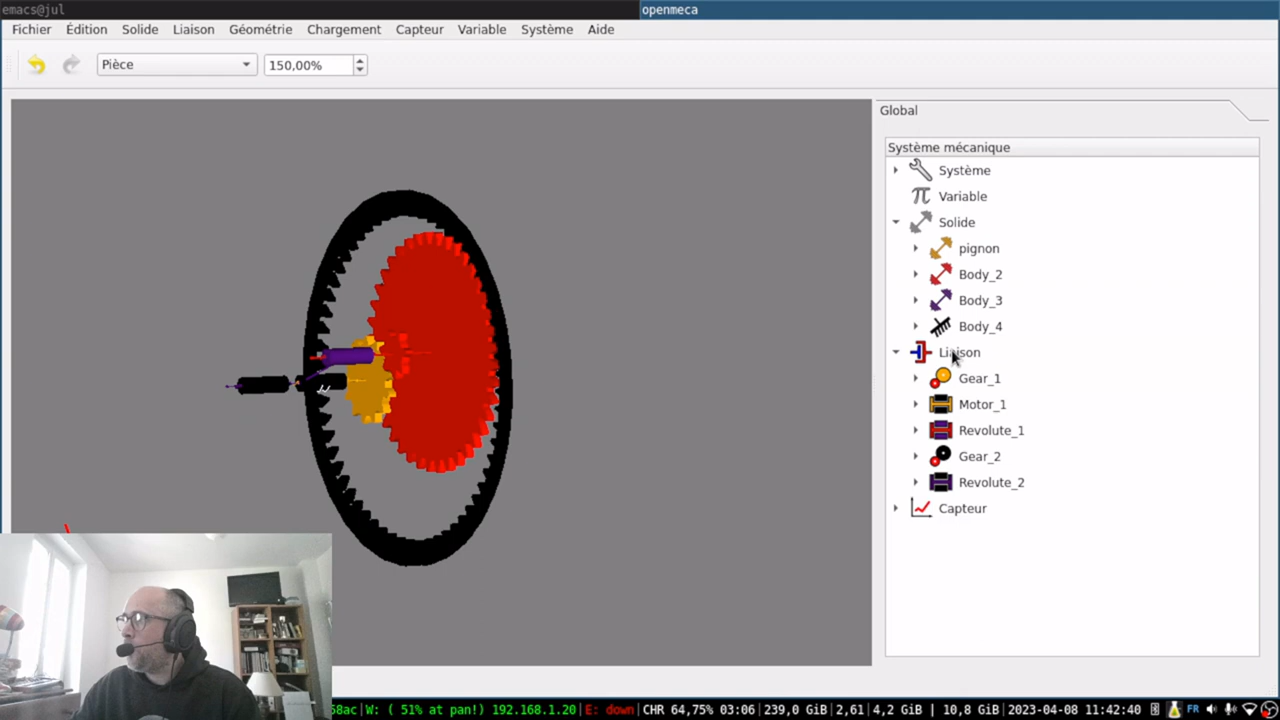 emacs@jul openmeca
Fichier Édition Solide Liaison Géométrie Chargement Capteur Variable Système Aide
Pièce 150,00%
Global
Système mécanique
Système
π Variable
Solide
pignon
Body_2
Body_3
Body_4
Liaison
Gear_1
Motor_1
Revolute_1
Gear_2
Revolute_2
Capteur
58ac|W: ( 51% at pan!) 192.168.1.20|E: down|CHR 64,75% 03:06|239,0 GiB|2,61|4,2 GiB | 10,8 GiB|2023-04-08 11:42:40 FR